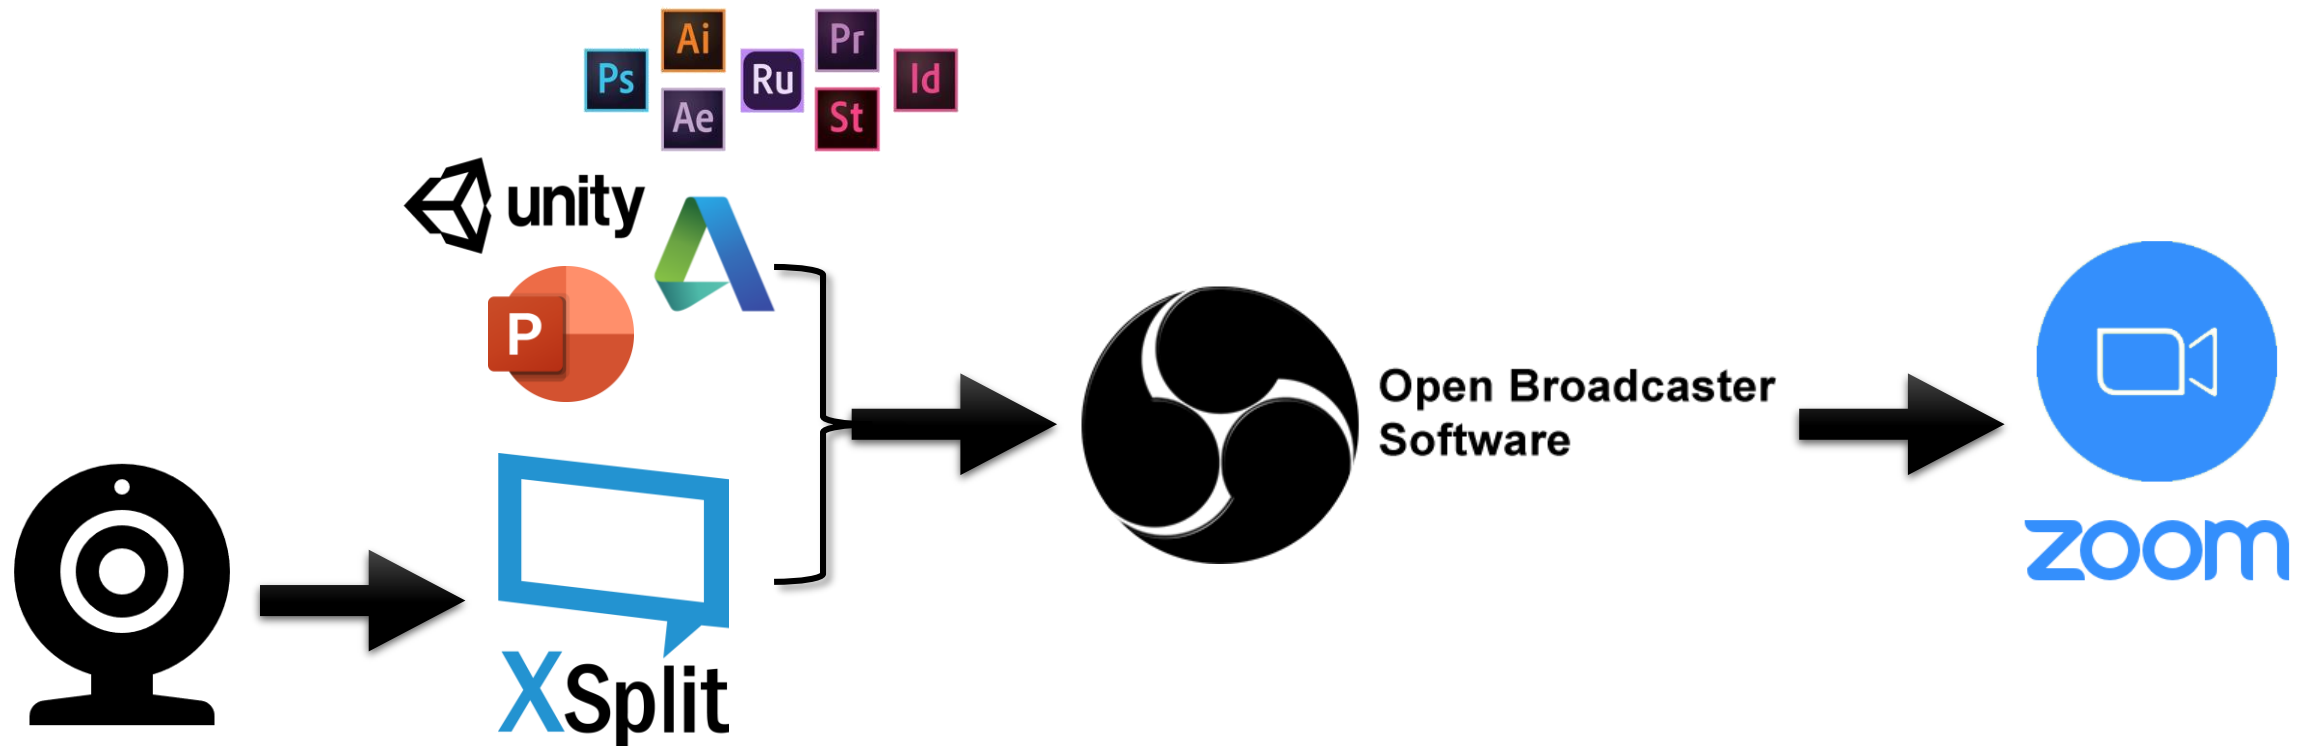 Ai
Pr
Ps
Ru
Id
Ae
St
unity
P
Open Broadcaster
Software
XSplit
zoom